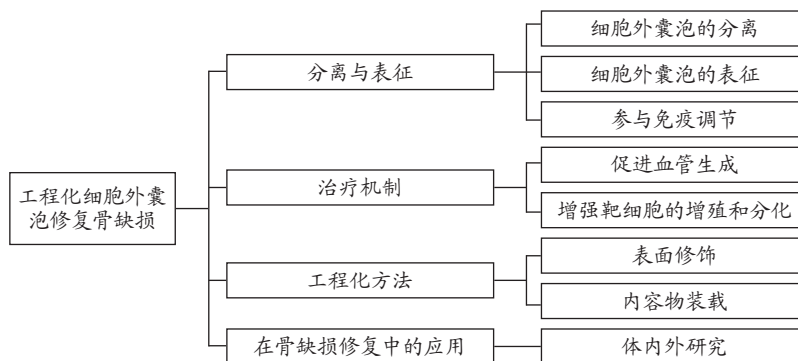 工程化细胞外囊
泡修复骨缺损
分离与表征
细胞外囊泡的分离
细胞外囊泡的表征
参与免疫调节
治疗机制
促进血管生成
增强靶细胞的增殖和分化
工程化方法
表面修饰
内容物装载
在骨缺损修复中的应用
体内外研究